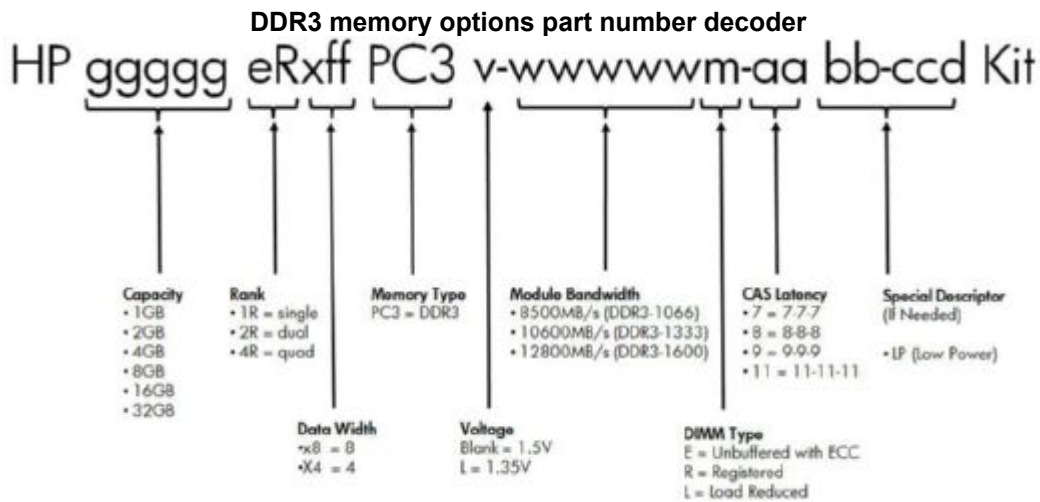 DDR3 memory options part number decoder
HP ggggg eRxff PC3 v-wwwwwm-aa bb-ccd Kit
Capacity
• 1GB
• 2GB
• 4GB
• 8GB
• 16GB
• 32GB
Rank
• 1R = single
• 2R = dual
• 4R = quad
Memory Type
PC3 = DDR3
Module Bandwidth
• 8500MB/s (DDR3-1066)
• 10600MB/s (DDR3-1333)
• 12800MB/s (DDR3-1600)
CAS Latency
• 7 = 7-7-7
• 8 = 8-8-8
• 9 = 9-9-9
• 11 = 11-11-11
Special Descriptor
(If Needed)
• LP (Low Power)
Data Width
•x8 = 8
•X4 = 4
Voltage
Blank = 1.5V
L = 1.35V
DIMM Type
E = Unbuffered with ECC
R = Registered
L = Load Reduced